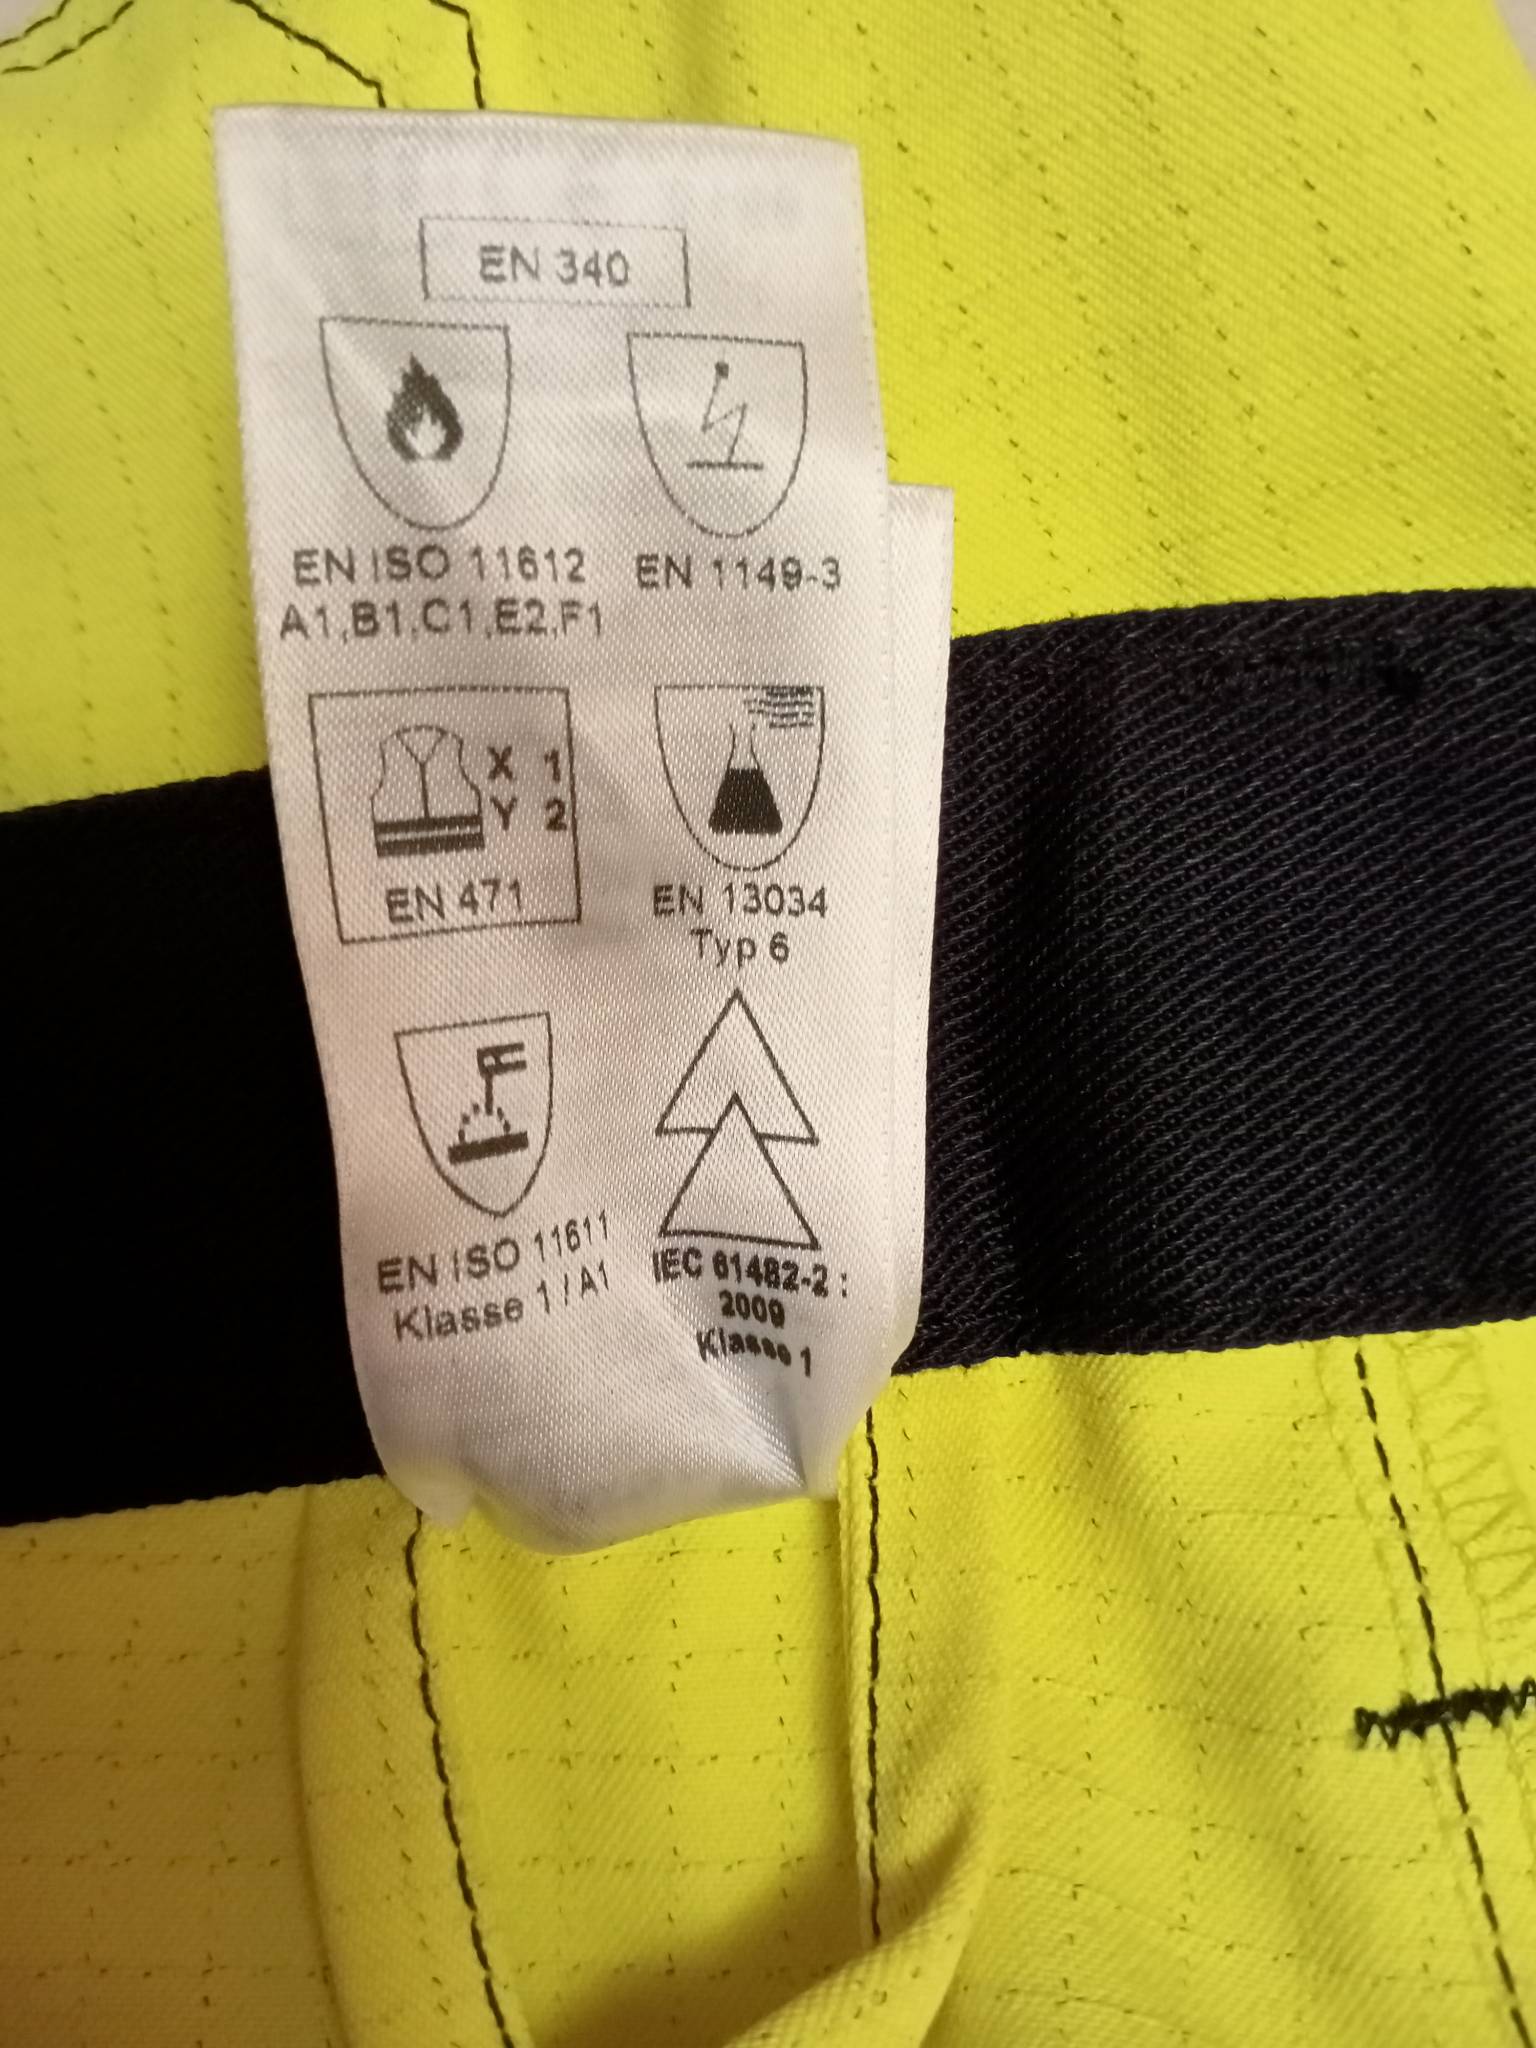 EN 340
EN ISO 11612
A1,B1,C1,E2,F1
EN 1149-3
X 1
Y 2
EN 471
EN 13034
Typ 6
EN ISO 11611
Klasse 1 / A1
IEC 61482-2 :
2009
Klasse 1